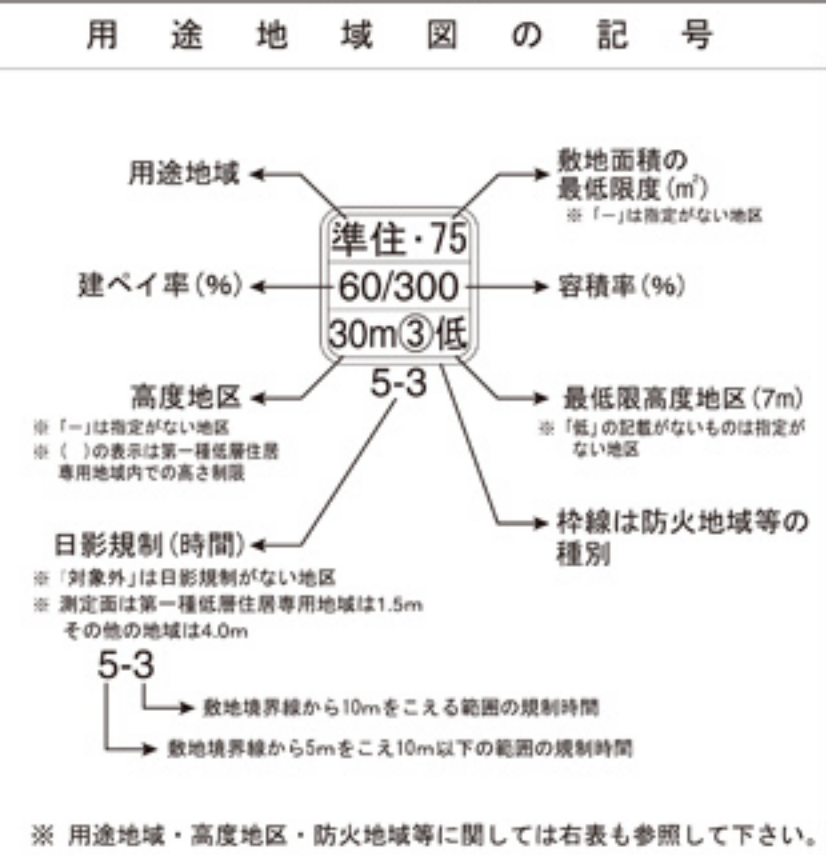 用途地域図の記号
用途地域
敷地面積の
最低限度(㎡)
※「−」は指定がない地区
準住・75
建ペイ率(%)
60/300
容積率(%)
30m③低
5-3
高度地区
※「−」は指定がない地区
※( )の表示は第一種低層住居
専用地域内での高さ制限
最低限高度地区(7m)
※「低」の記載がないものは指定が
ない地区
枠線は防火地域等の
種別
日影規制(時間)
※「対象外」は日影規制がない地区
※ 測定面は第一種低層住居専用地域は1.5m
その他の地域は4.0m
5-3
敷地境界線から10mをこえる範囲の規制時間
敷地境界線から5mをこえ10m以下の範囲の規制時間
※ 用途地域・高度地区・防火地域等に関しては右表も参照して下さい。